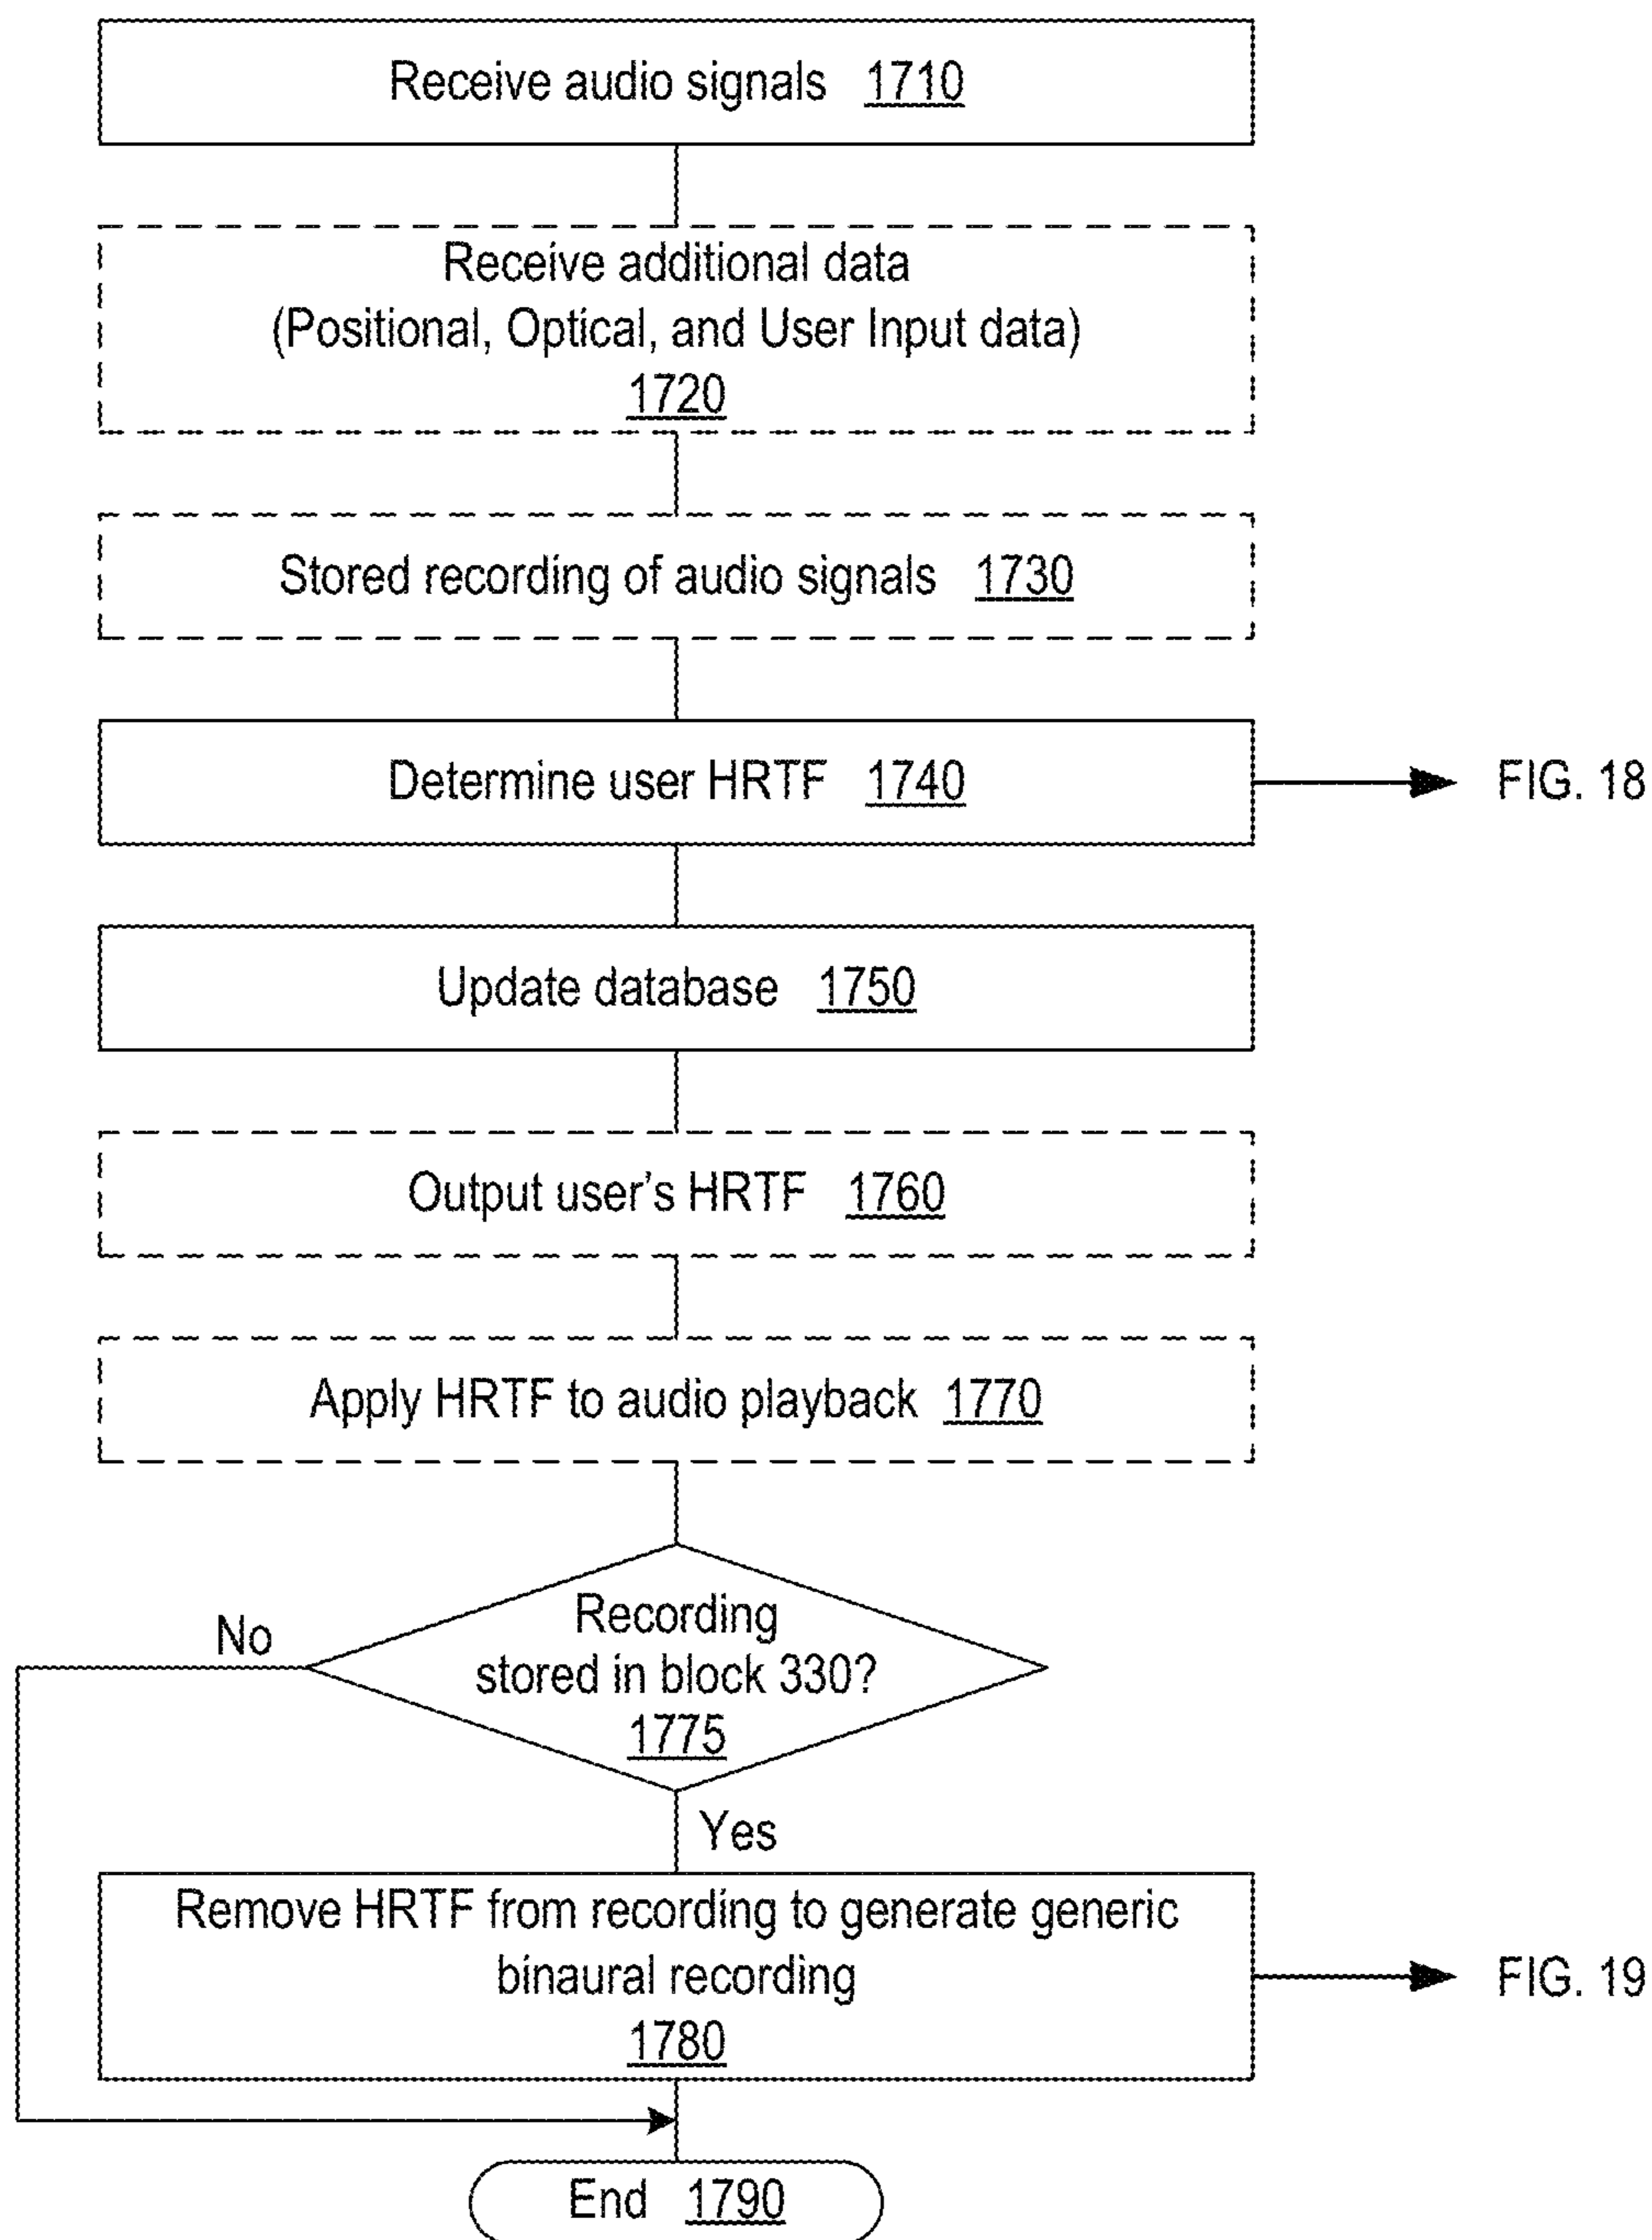 Receive audio signals 1710
Receive additional data
(Positional, Optical, and User Input data)
1720
Stored recording of audio signals 1730
Determine user HRTF 1740
FIG. 18
Update database 1750
Output user's HRTF 1760
Apply HRTF to audio playback 1770
Recording
No
stored in block 330?
1775
Yes
Remove HRTF from recording to generate generic
binaural recording
FIG. 19
1780
End 1790